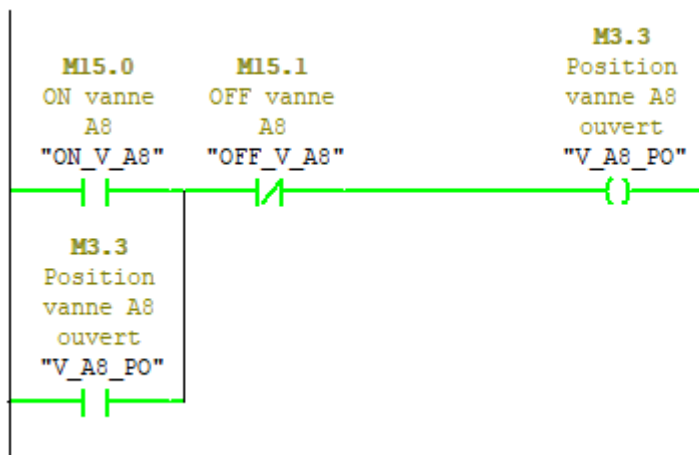 M15.0
ON vanne
A8
"ON_V_A8"
M15.1
OFF vanne
A8
"OFF_V_A8"
M3.3
Position
vanne A8
ouvert
"V_A8_PO"
M3.3
Position
vanne A8
ouvert
"V_A8_PO"